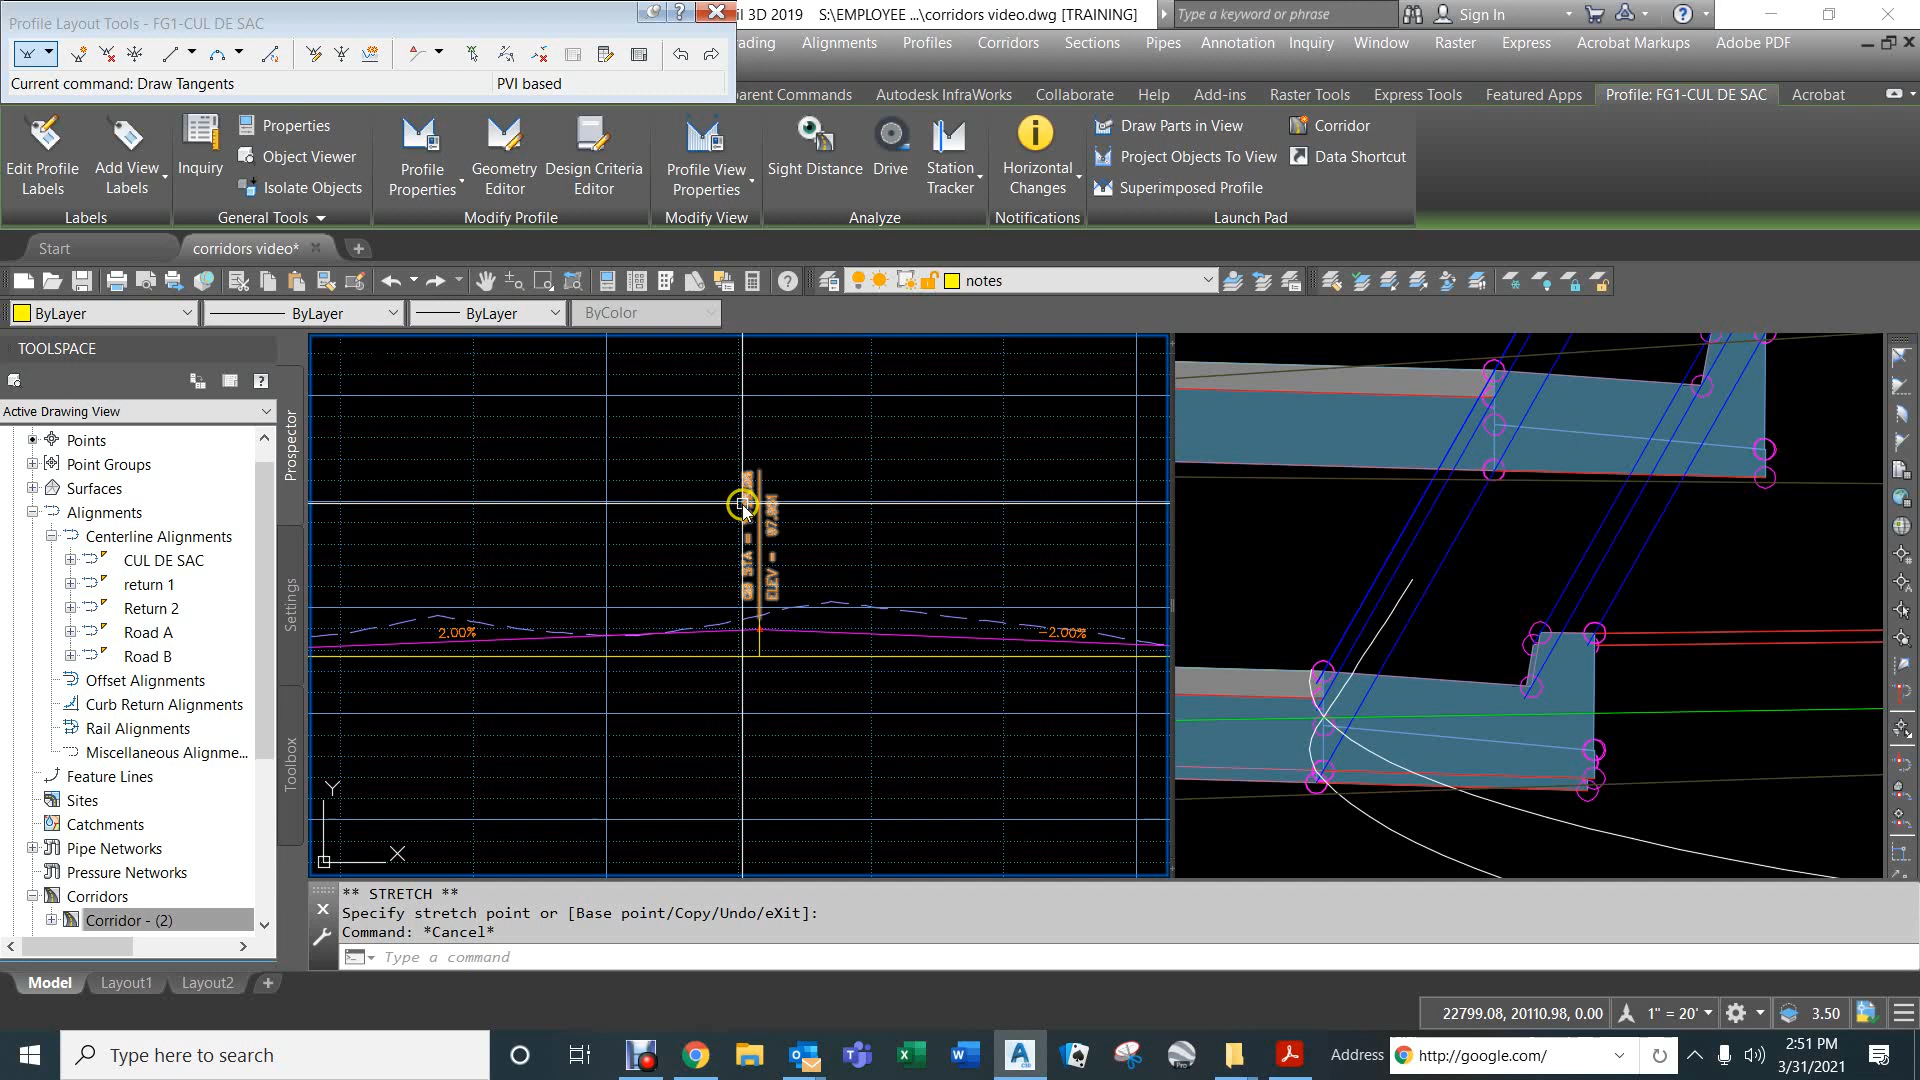 Profile Layout Tools - FG1-CUL DE SAC
Current command: Draw Tangents
PVI based
il 3D 2019 S:\EMPLOYEE ...\corridors video.dwg [TRAINING]
Type a keyword or phrase
Sign In
Alignments Profiles Corridors Sections Pipes Annotation Inquiry Window Raster Express Acrobat Markups Adobe PDF
Autodesk InfraWorks Collaborate Help Add-ins Raster Tools Express Tools Featured Apps Profile: FG1-CUL DE SAC Acrobat
Edit Profile Labels
Add View Labels
Labels
Inquiry
Properties
Object Viewer
Isolate Objects
General Tools
Profile Properties
Geometry Editor
Design Criteria Editor
Modify Profile
Profile View Properties
Modify View
Sight Distance
Drive
Station Tracker
Analyze
Horizontal Changes
Notifications
Draw Parts in View
Project Objects To View
Superimposed Profile
Corridor
Data Shortcut
Launch Pad
Start
corridors video*
notes
ByLayer
ByLayer
ByLayer
ByColor
TOOLSPACE
Active Drawing View
Points
Point Groups
Surfaces
Alignments
Centerline Alignments
CUL DE SAC
return 1
Return 2
Road A
Road B
Offset Alignments
Curb Return Alignments
Rail Alignments
Miscellaneous Alignme...
Feature Lines
Sites
Catchments
Pipe Networks
Pressure Networks
Corridors
Corridor - (2)
Prospector
Settings
Toolbox
STA =
ELEV =
2.00%
-2.00%
Y
X
** STRETCH **
Specify stretch point or [Base point/Copy/Undo/eXit]:
Command: *Cancel*
Type a command
Model Layout1 Layout2
22799.08, 20110.98, 0.00
1" = 20'
3.50
Type here to search
Address
http://google.com/
2:51 PM
3/31/2021